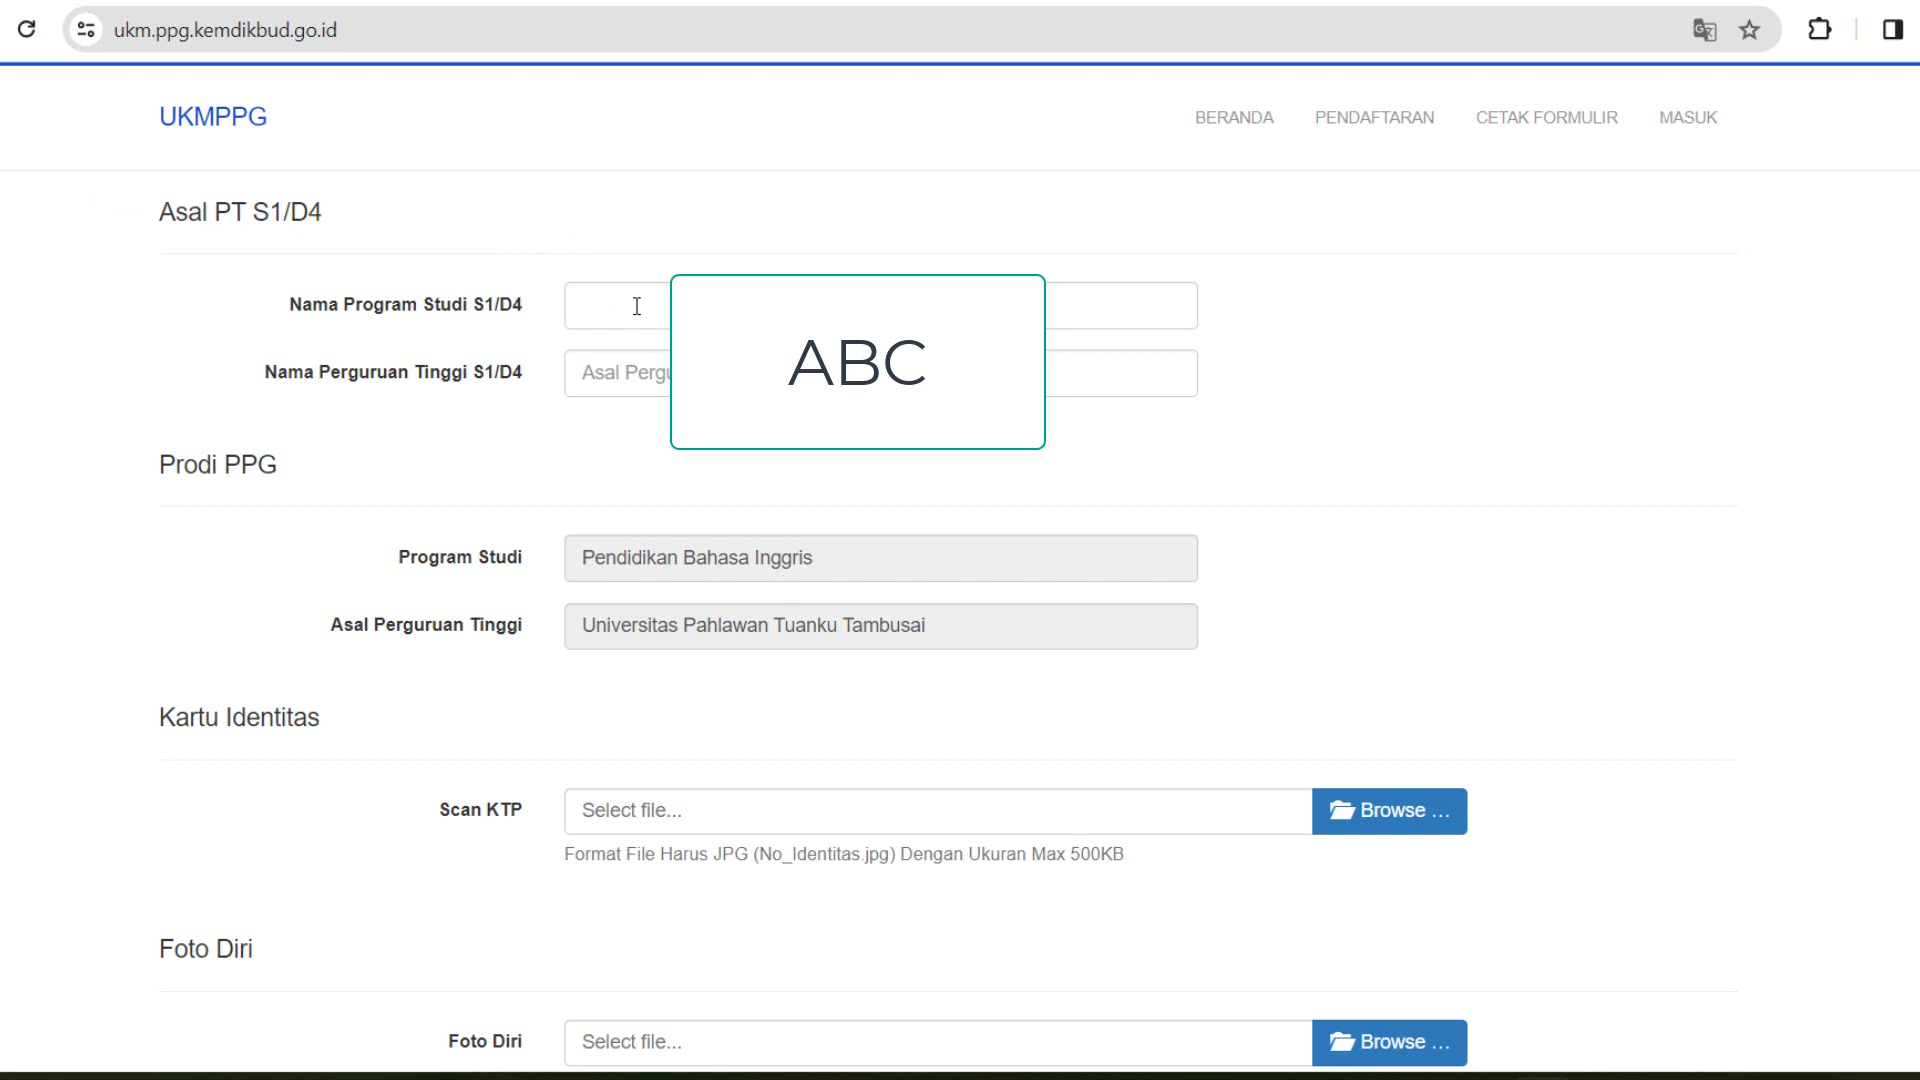 ukm.ppg.kemdikbud.go.id
UKMPPG
BERANDA PENDAFTARAN CETAK FORMULIR MASUK
Asal PT S1/D4
Nama Program Studi S1/D4
Nama Perguruan Tinggi S1/D4 Asal Pergu
ABC
Prodi PPG
Program Studi Pendidikan Bahasa Inggris
Asal Perguruan Tinggi Universitas Pahlawan Tuanku Tambusai
Kartu Identitas
Scan KTP Select file... Browse ...
Format File Harus JPG (No_Identitas.jpg) Dengan Ukuran Max 500KB
Foto Diri
Foto Diri Select file... Browse ...